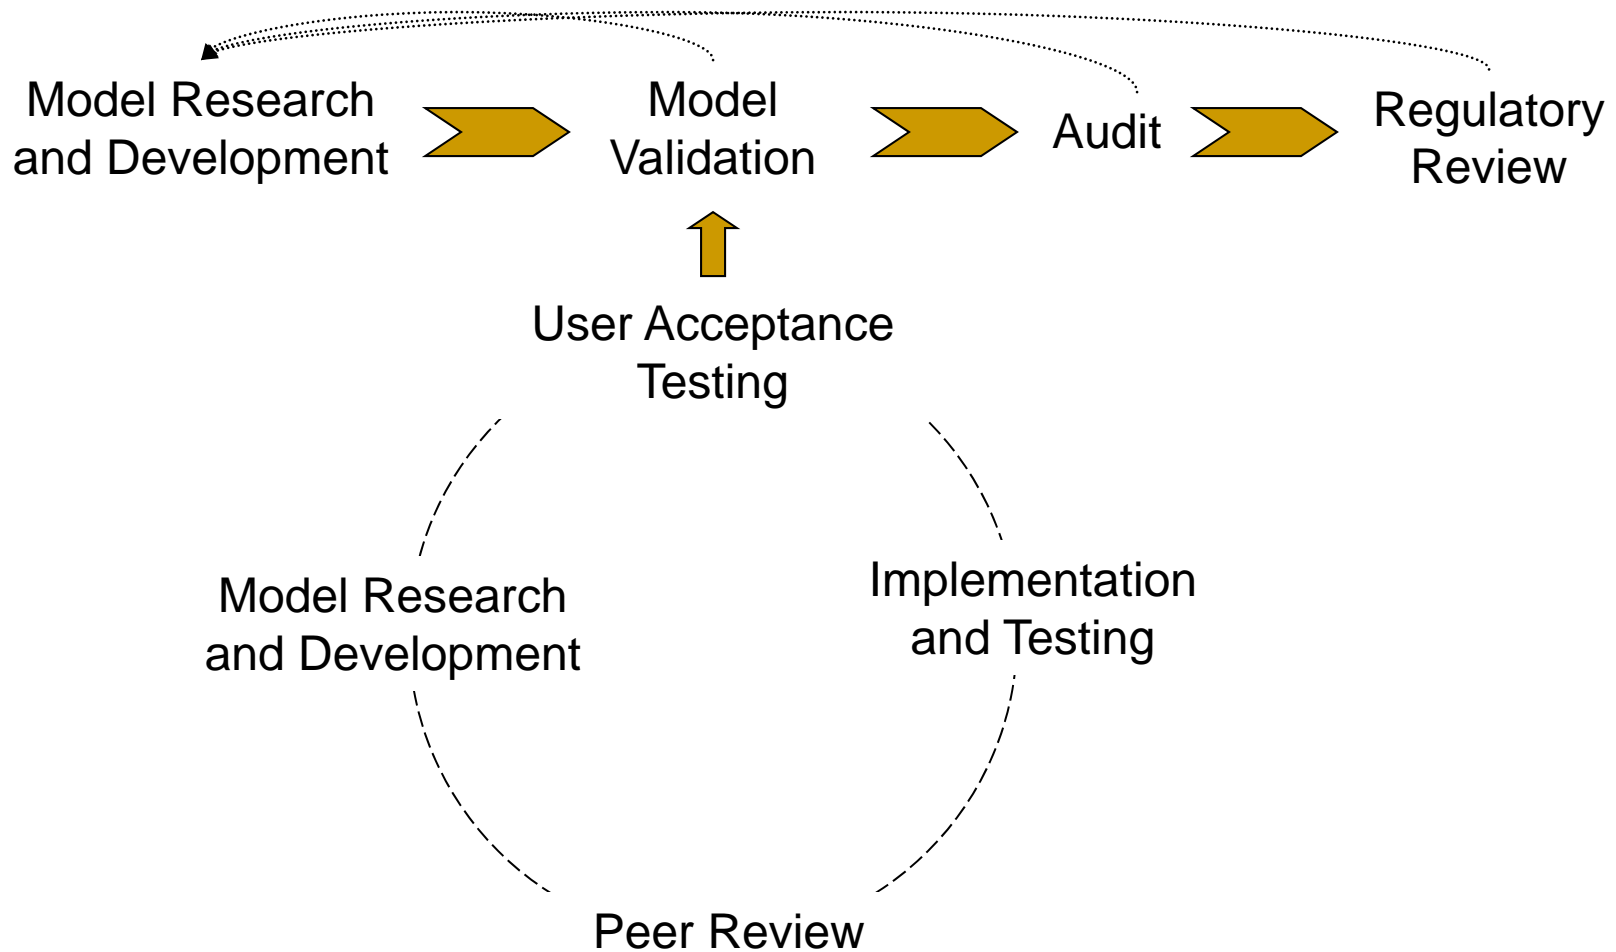 Model Research
and Development
Model
Validation
Audit
Regulatory
Review
User Acceptance
Testing
Model Research
and Development
Implementation
and Testing
Peer Review